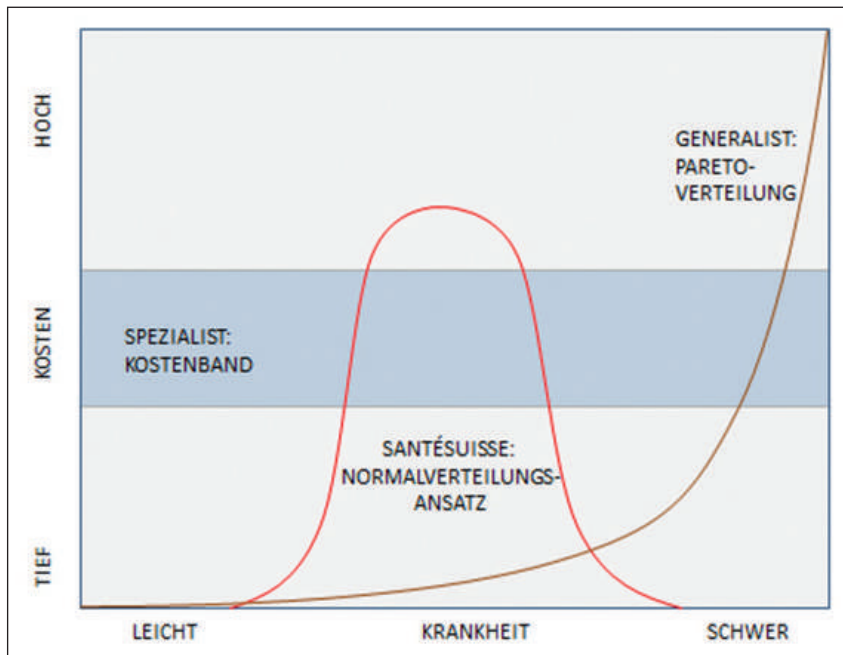 HOCH
GENERALIST:
PARETO-
VERTEILUNG
KOSTEN
SPEZIALIST:
KOSTENBAND
SANTÉSUISSE:
NORMALVERTEILUNGS-
ANSATZ
TIEF
LEICHT KRANKHEIT SCHWER